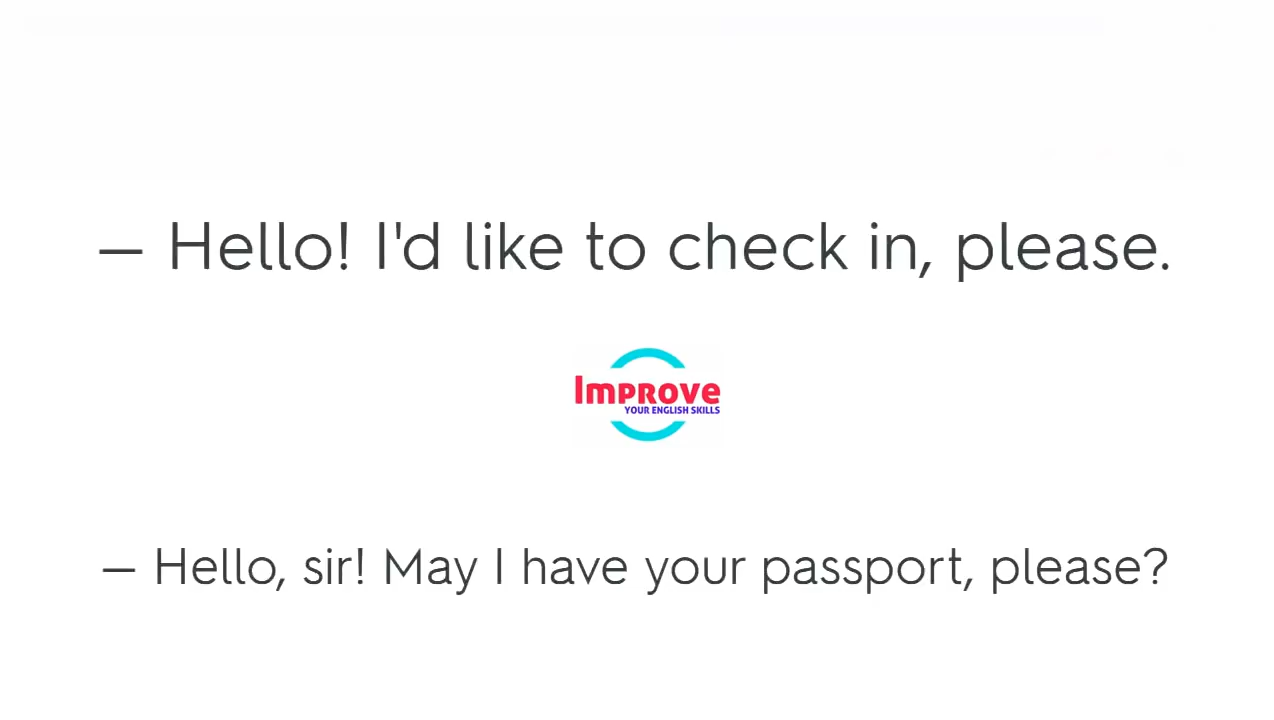 — Hello! I'd like to check in, please.
Improve
YOUR ENGLISH SKILLS
— Hello, sir! May I have your passport, please?